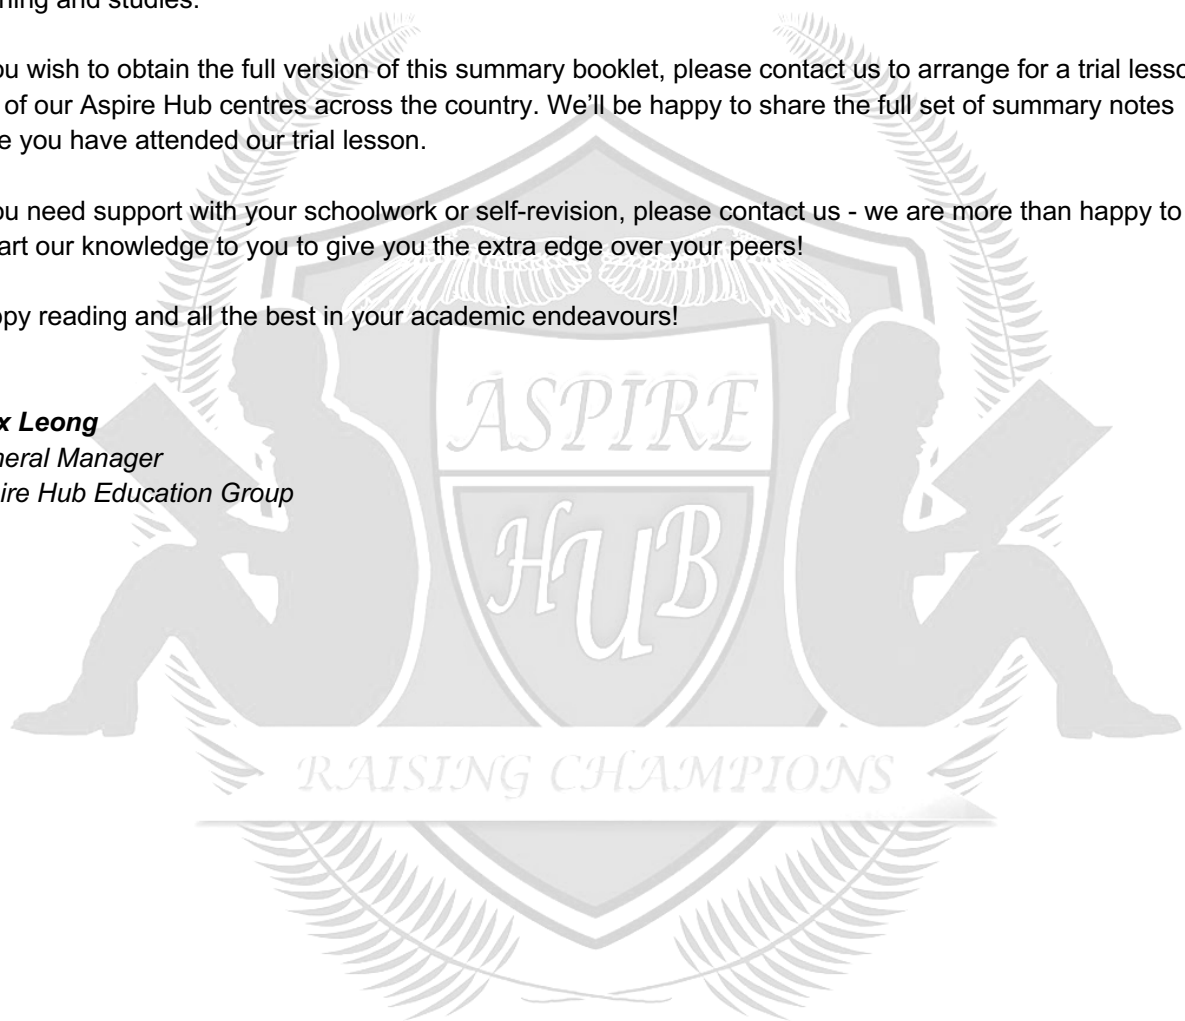 ning and studies.
ou wish to obtain the full version of this summary booklet, please contact us to arrange for a trial lesso
of our Aspire Hub centres across the country. We'll be happy to share the full set of summary notes
e you have attended our trial lesson.
ou need support with your schoolwork or self-revision, please contact us - we are more than happy to
art our knowledge to you to give you the extra edge over your peers!
ppy reading and all the best in your academic endeavours!
x Leong
neral Manager
ire Hub Education Group
ASPIRE
HUB
RAISING CHAMPIONS